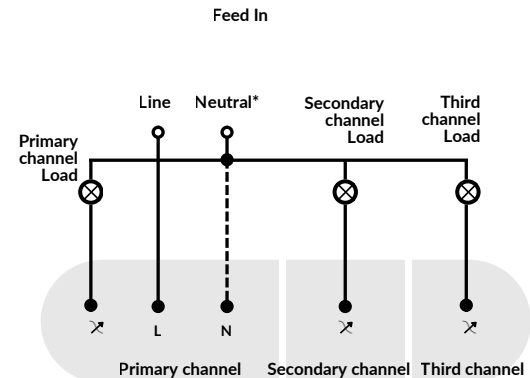 Feed In
Line Neutral*
Secondary
channel
Load
Third
channel
Load
Primary
channel
Load
L N
Primary channel Secondary channel Third channel